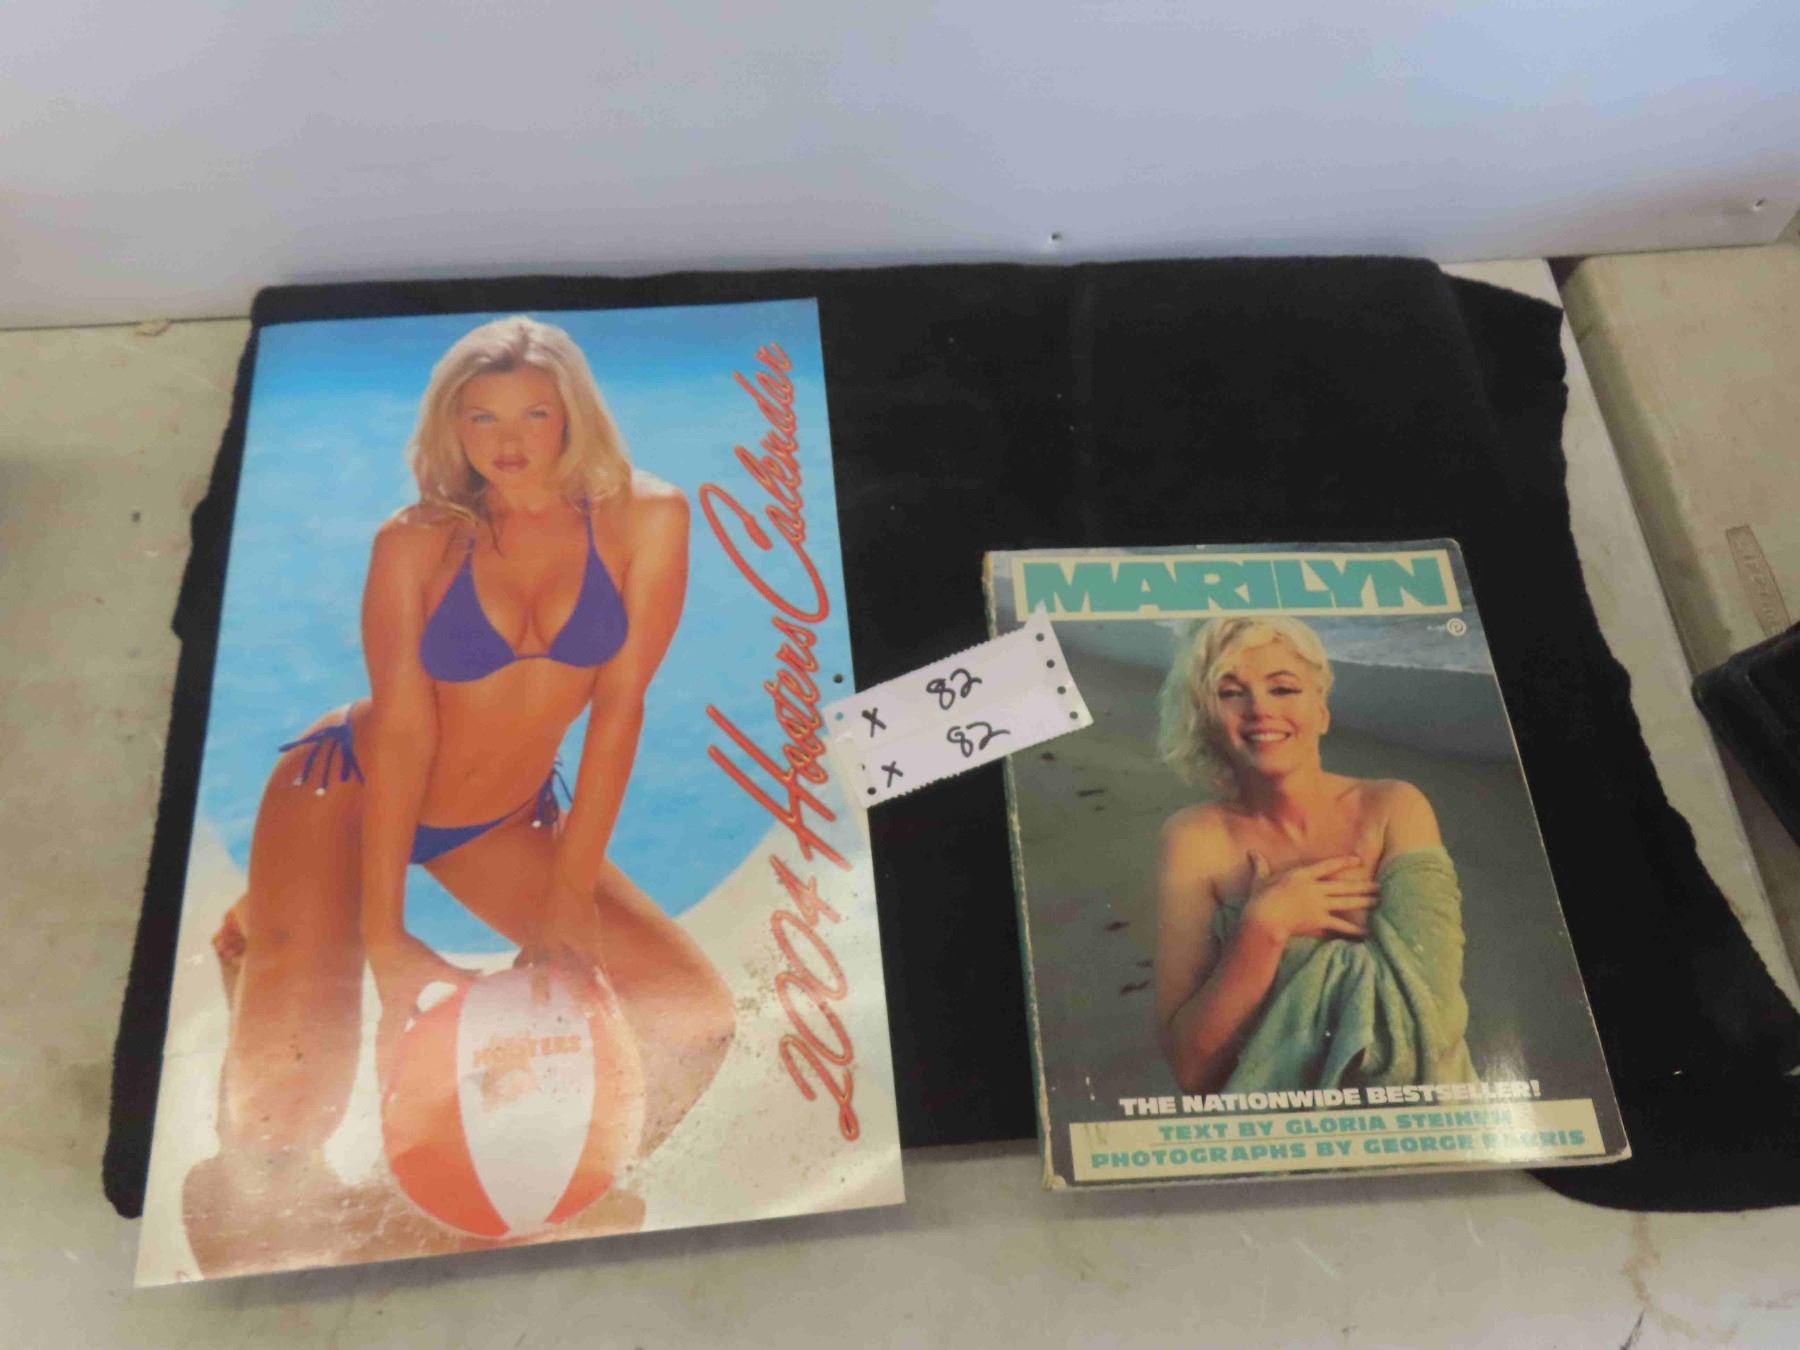 2004 Hooters Calendar
HOOTERS
X 82
X 82
MARILYN
THE NATIONWIDE BESTSELLER!
TEXT BY GLORIA STEINEM
PHOTOGRAPHS BY GEORGE BARRIS